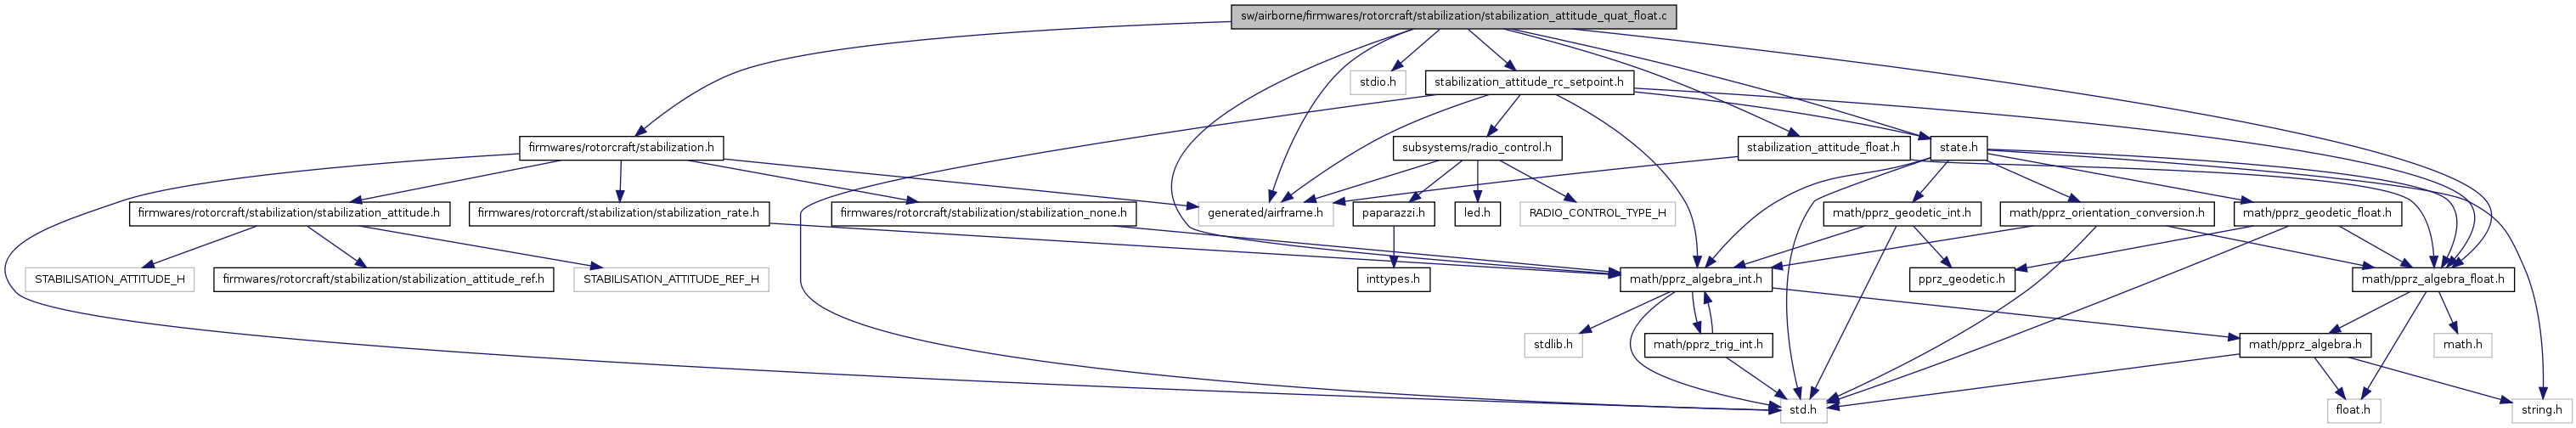 sw/airborne/firmwares/rotorcraft/stabilization/stabilization_attitude_quat_float.c
stdio.h
stabilization_attitude_rc_setpoint.h
firmwares/rotorcraft/stabilization.h
subsystems/radio_control.h
stabilization_attitude_float.h
state.h
firmwares/rotorcraft/stabilization/stabilization_attitude.h
firmwares/rotorcraft/stabilization/stabilization_rate.h
firmwares/rotorcraft/stabilization/stabilization_none.h
generated/airframe.h
paparazzi.h
led.h
RADIO_CONTROL_TYPE_H
math/pprz_geodetic_int.h
math/pprz_orientation_conversion.h
math/pprz_geodetic_float.h
STABILISATION_ATTITUDE_H
firmwares/rotorcraft/stabilization/stabilization_attitude_ref.h
STABILISATION_ATTITUDE_REF_H
inttypes.h
math/pprz_algebra_int.h
pprz_geodetic.h
math/pprz_algebra_float.h
stdlib.h
math/pprz_trig_int.h
math/pprz_algebra.h
math.h
std.h
float.h
string.h